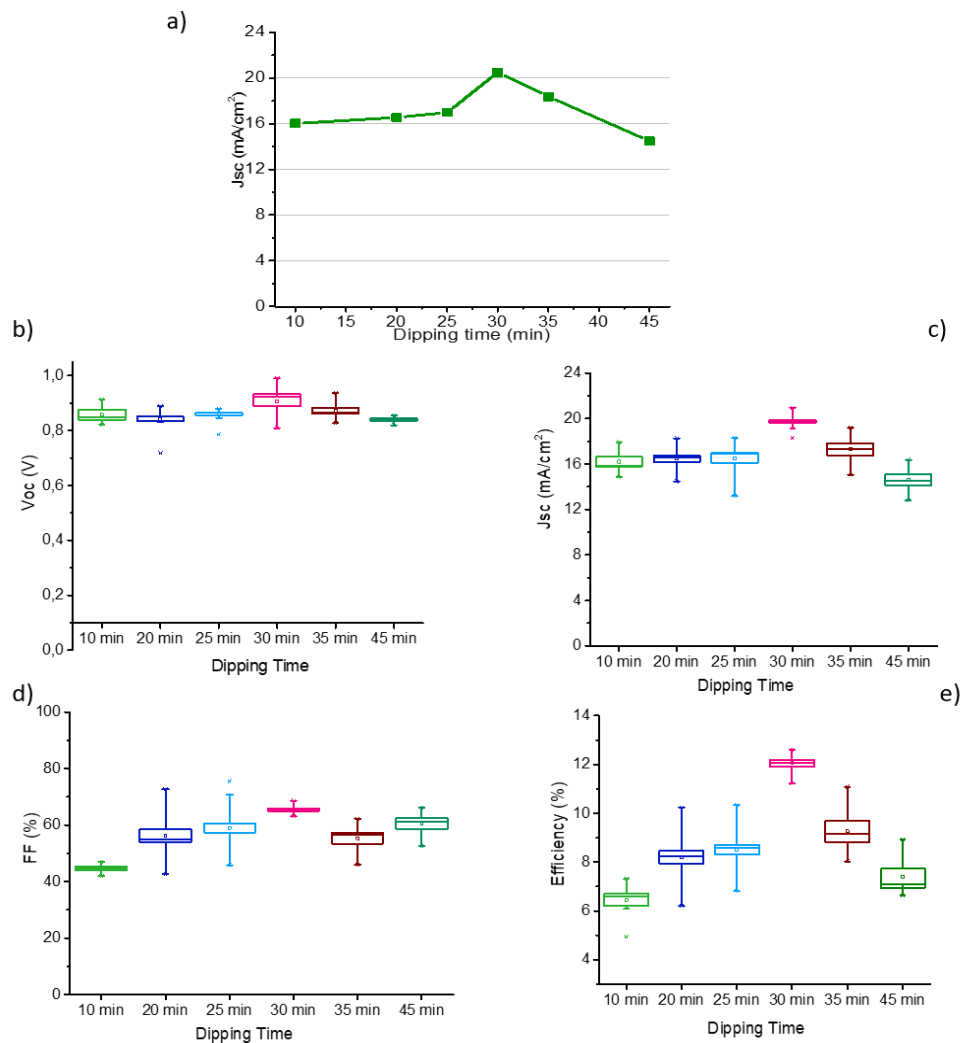 a)
Jsc (mA/cm²)
24
20
16
12
8
4
0
10 15 20 25 30 35 40 45
Dipping time (min)
b)
Voc (V)
1,0
0,8
0,6
0,4
0,2
0,0
10 min 20 min 25 min 30 min 35 min 45 min
Dipping Time
c)
Jsc (mA/cm²)
24
20
16
12
8
4
0
10 min 20 min 25 min 30 min 35 min 45 min
Dipping Time
d)
FF (%)
100
80
60
40
20
0
10 min 20 min 25 min 30 min 35 min 45 min
Dipping Time
e)
Efficiency (%)
14
12
10
8
6
4
10 min 20 min 25 min 30 min 35 min 45 min
Dipping Time